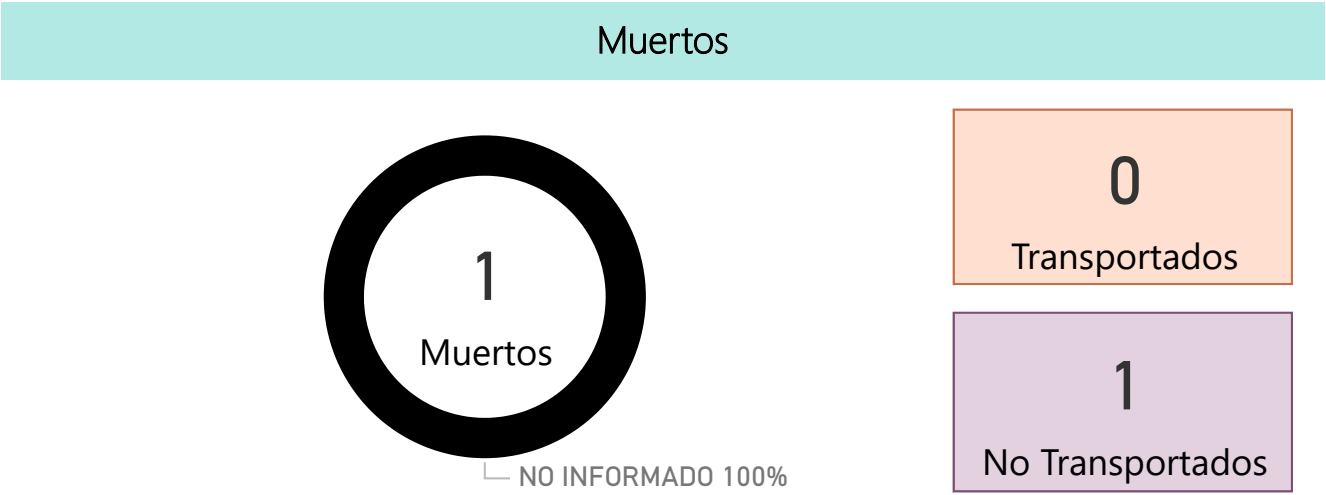 Muertos
1
Muertos
NO INFORMADO 100%
0
Transportados
1
No Transportados